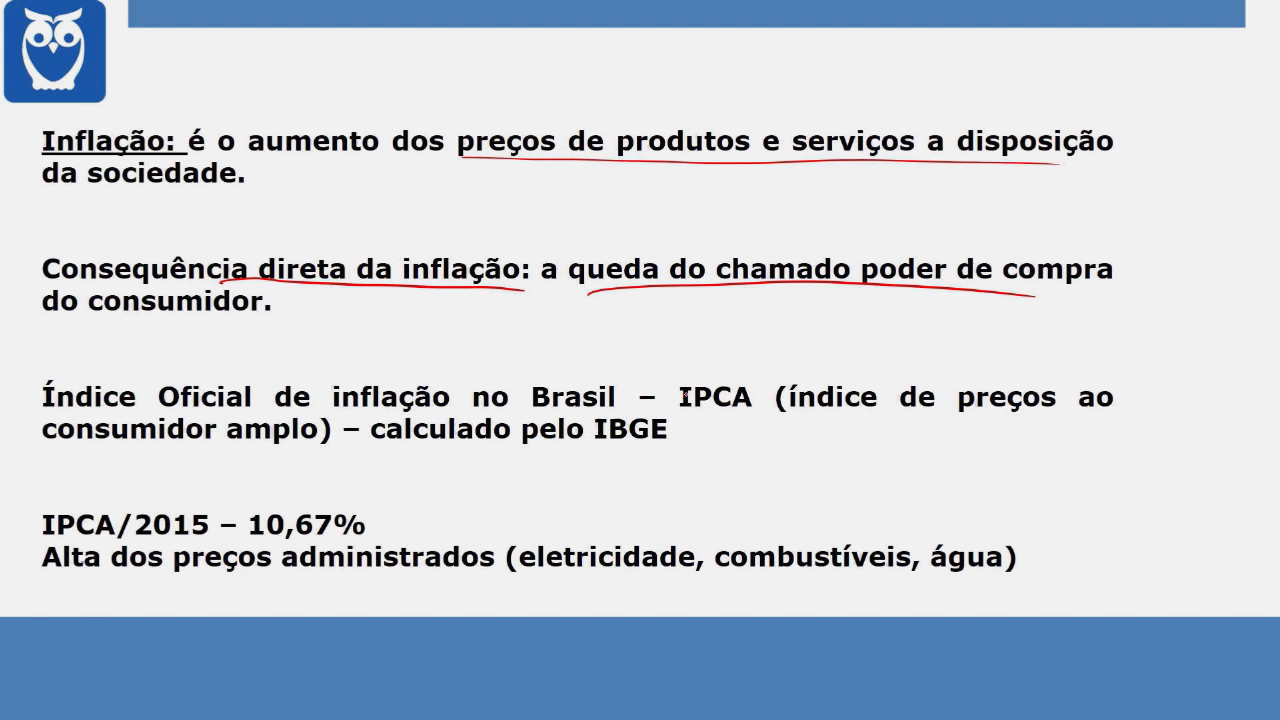 Inflação: é o aumento dos preços de produtos e serviços a disposição
da sociedade.
Consequência direta da inflação: a queda do chamado poder de compra
do consumidor.
Índice Oficial de inflação no Brasil – IPCA (índice de preços ao
consumidor amplo) – calculado pelo IBGE
IPCA/2015 – 10,67%
Alta dos preços administrados (eletricidade, combustíveis, água)